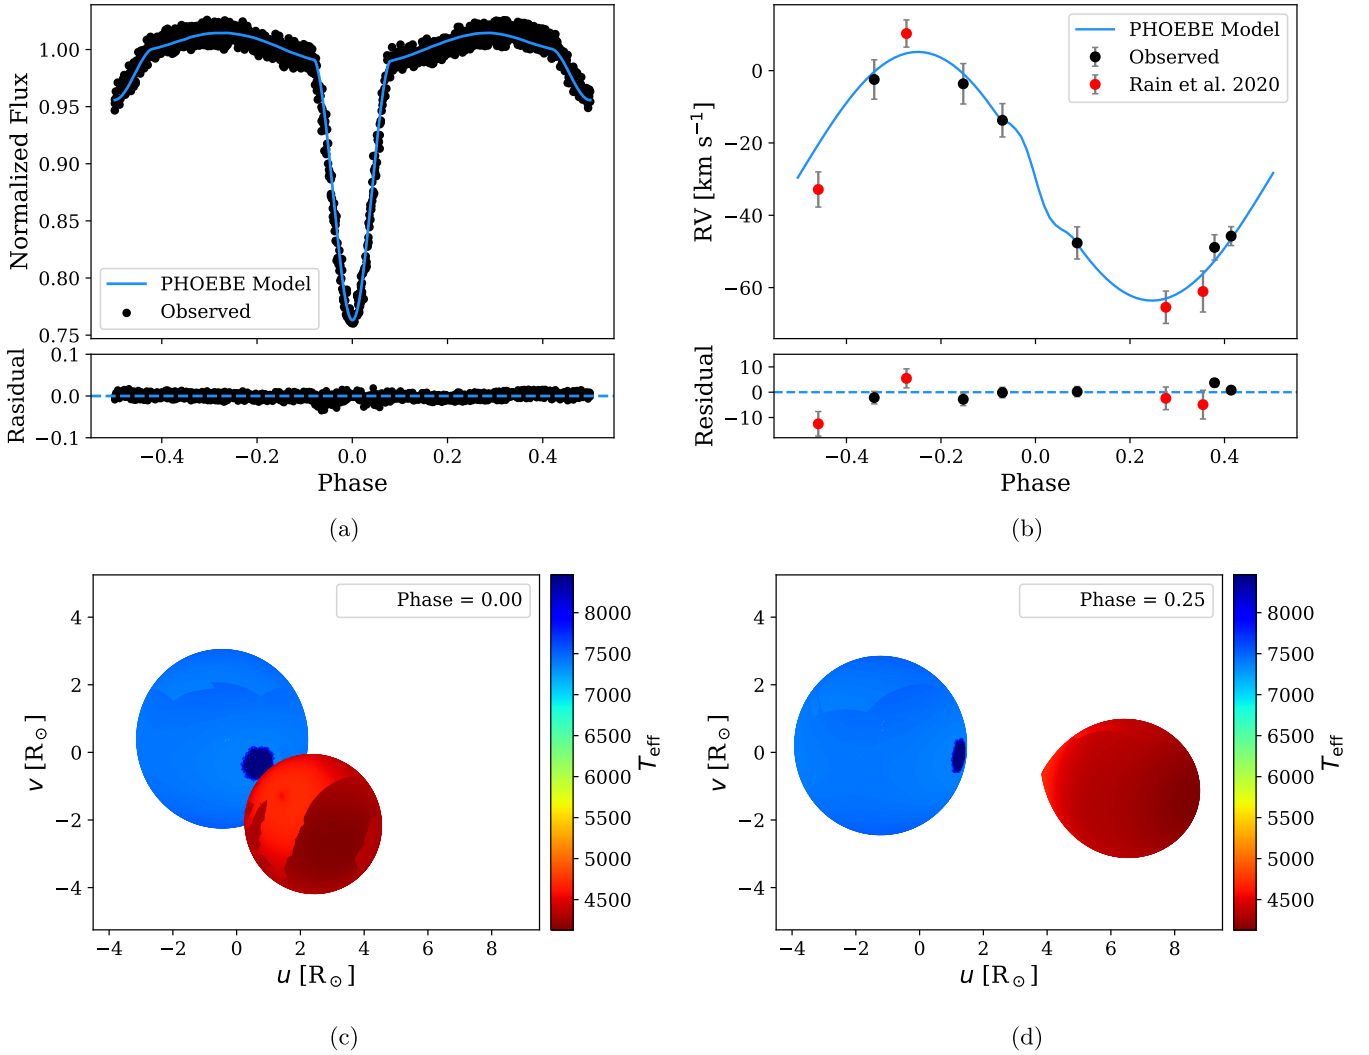 1.00
0.95
0.90
0.85
0.80
0.75
Normalized Flux
PHOEBE Model
Observed
0.1
0.0
−0.1
Rasidual
−0.4 −0.2 0.0 0.2 0.4
Phase
(a)
0
−20
−40
−60
RV [km s⁻¹]
PHOEBE Model
Observed
Rain et al. 2020
10
0
−10
Residual
−0.4 −0.2 0.0 0.2 0.4
Phase
(b)
4
2
0
−2
−4
v [R☉]
Phase = 0.00
−4 −2 0 2 4 6 8
u [R☉]
8000
7500
7000
6500
6000
5500
5000
4500
T_eff
(c)
4
2
0
−2
−4
v [R☉]
Phase = 0.25
−4 −2 0 2 4 6 8
u [R☉]
8000
7500
7000
6500
6000
5500
5000
4500
T_eff
(d)